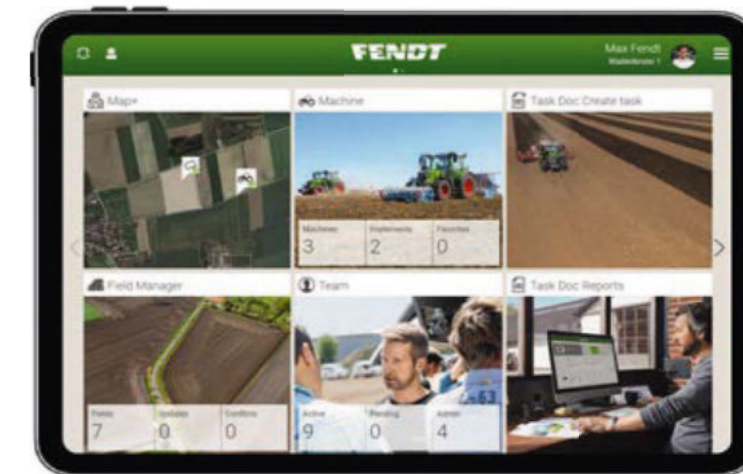 FENDT
Max Fendt
Map+
Machine
Task Doc Create task
Machines
Implements
Favorites
3
2
0
Field Manager
Team
Task Doc Reports
Fields
Updates
Conflicts
7
0
0
Active
Pending
Admin
9
0
4
63